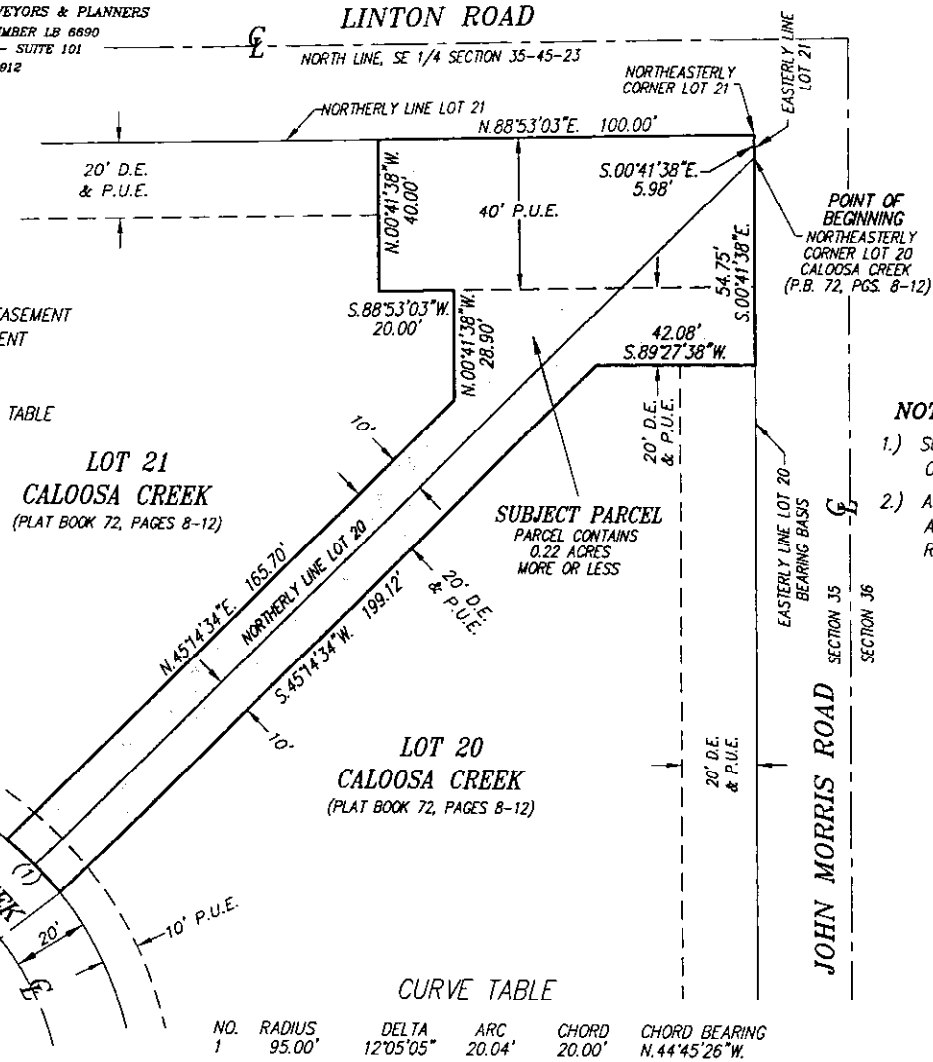 VEYORS & PLANNERS
MBER LB 6690
- SUITE 101
912
LINTON ROAD
℄
NORTH LINE, SE 1/4 SECTION 35-45-23
NORTHEASTERLY
CORNER LOT 21
EASTERLY LINE
LOT 21
NORTHERLY LINE LOT 21
N.88°53'03"E. 100.00'
20' D.E.
& P.U.E.
N.00°41'38"W.
40.00'
40' P.U.E.
S.00°41'38"E.
5.98'
POINT OF
BEGINNING
NORTHEASTERLY
CORNER LOT 20
CALOOSA CREEK
(P.B. 72, PGS. 8-12)
54.75'
S.00°41'38"E.
S.88°53'03"W.
20.00'
N.00°41'38"W.
28.90'
42.08'
S.89°27'38"W.
EASEMENT
ENT
TABLE
10'
20' D.E.
& P.U.E.
NOT
1.) SU
C
2.) A
A
R
LOT 21
CALOOSA CREEK
(PLAT BOOK 72, PAGES 8-12)
SUBJECT PARCEL
PARCEL CONTAINS
0.22 ACRES
MORE OR LESS
EASTERLY LINE LOT 20
BEARING BASIS
℄
SECTION 35
SECTION 36
N.45°14'34"E. 165.70'
NORTHERLY LINE LOT 20
S.45°14'34"W. 199.12'
20' D.E.
& P.U.E.
10'
LOT 20
CALOOSA CREEK
(PLAT BOOK 72, PAGES 8-12)
20' D.E.
& P.U.E.
JOHN MORRIS ROAD
(1)
EEK
20'
10' P.U.E.
℄
CURVE TABLE
NO. RADIUS DELTA ARC CHORD CHORD BEARING
1 95.00' 12°05'05" 20.04' 20.00' N.44°45'26"W.